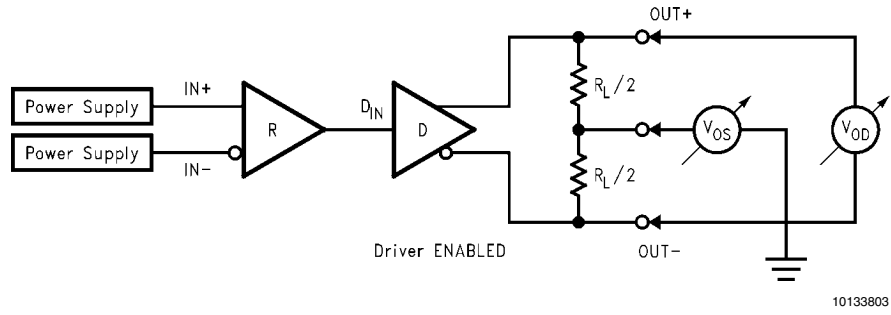 OUT+
IN+
Power Supply
R
D_IN
D
R_L/2
V_OS
V_OD
Power Supply
IN-
R_L/2
Driver ENABLED
OUT-
10133803